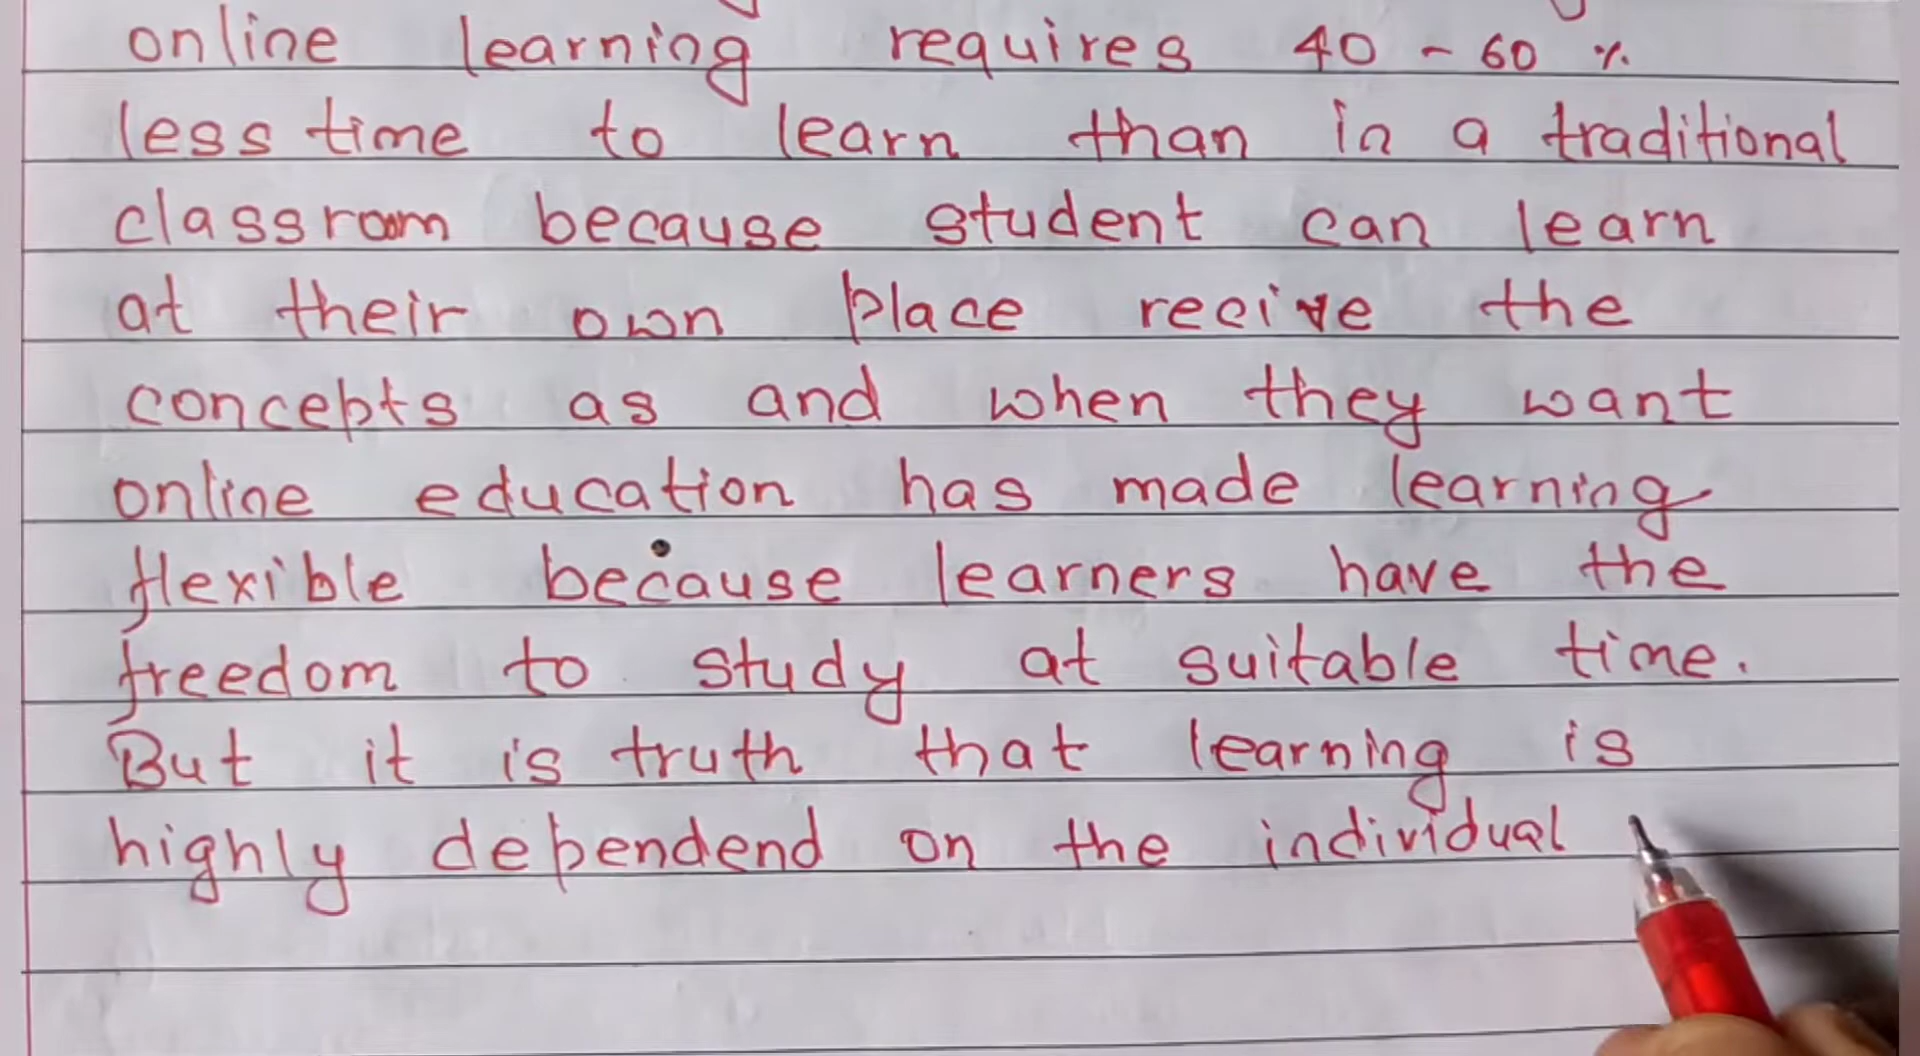 online learning requires 40 - 60 %
less time to learn than in a traditional
classroom because student can learn
at their own place recive the
concepts as and when they want
online education has made learning
flexible because learners have the
freedom to study at suitable time.
But it is truth that learning is
highly dependend on the individual